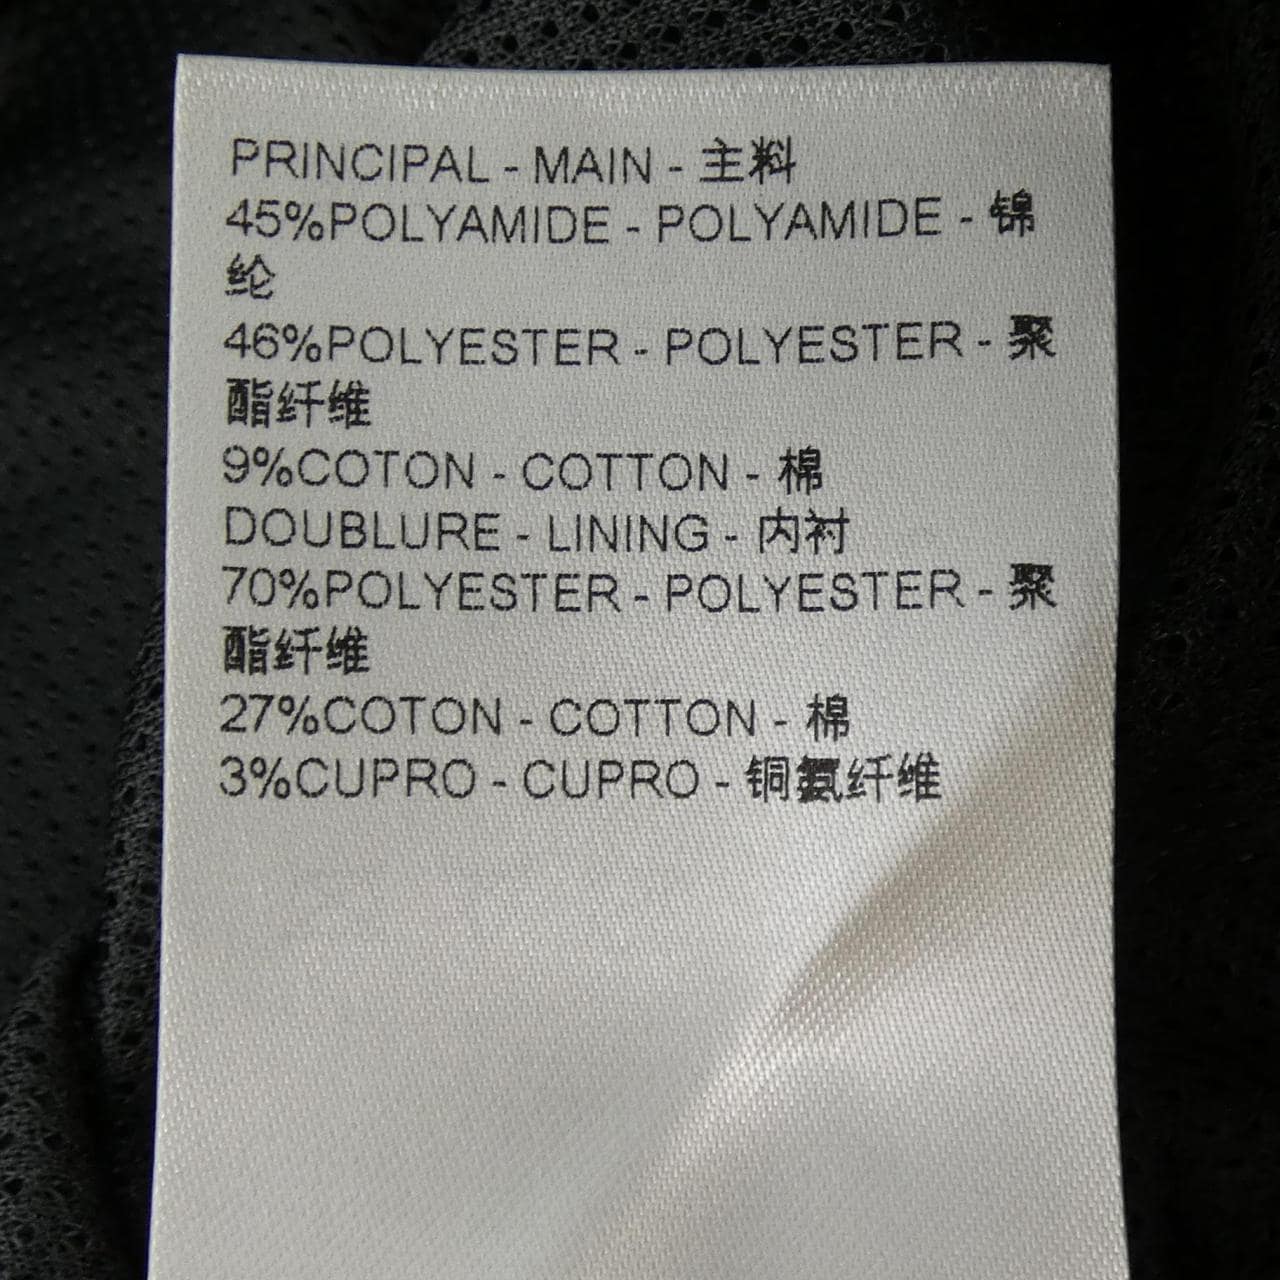 PRINCIPAL - MAIN - 主料
45%POLYAMIDE - POLYAMIDE - 锦
纶
46%POLYESTER - POLYESTER - 聚
酯纤维
9%COTON - COTTON - 棉
DOUBLURE - LINING - 内衬
70%POLYESTER - POLYESTER - 聚
酯纤维
27%COTON - COTTON - 棉
3%CUPRO - CUPRO - 铜氨纤维